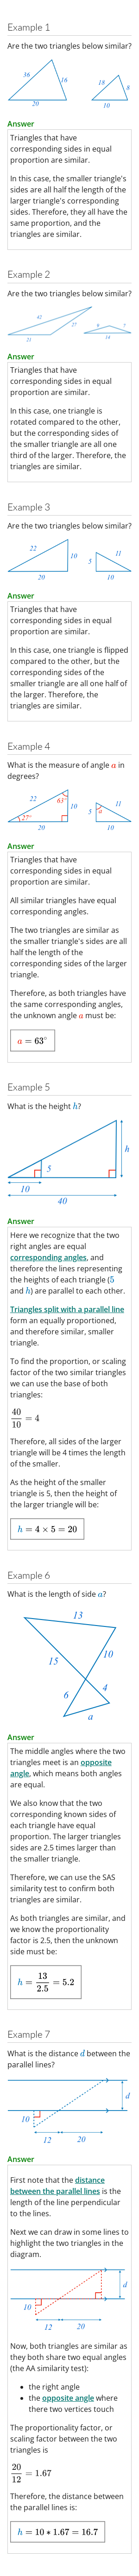 Example 1
Are the two triangles below similar?
36
16
20
18
8
10
Answer
Triangles that have
corresponding sides in equal
proportion are similar.
In this case, the smaller triangle's
sides are all half the length of the
larger triangle's corresponding
sides. Therefore, they all have the
same proportion, and the
triangles are similar.
Example 2
Are the two triangles below similar?
42
27
21
9
7
14
Answer
Triangles that have
corresponding sides in equal
proportion are similar.
In this case, one triangle is
rotated compared to the other,
but the corresponding sides of
the smaller triangle are all one
third of the larger. Therefore, the
triangles are similar.
Example 3
Are the two triangles below similar?
22
10
20
5
11
10
Answer
Triangles that have
corresponding sides in equal
proportion are similar.
In this case, one triangle is flipped
compared to the other, but the
corresponding sides of the
smaller triangle are all one half of
the larger. Therefore, the
triangles are similar.
Example 4
What is the measure of angle a in
degrees?
22
63°
10
27°
20
5
a
11
10
Answer
Triangles that have
corresponding sides in equal
proportion are similar.
All similar triangles have equal
corresponding angles.
The two triangles are similar as
the smaller triangle's sides are all
half the length of the
corresponding sides of the larger
triangle.
Therefore, as both triangles have
the same corresponding angles,
the unknown angle a must be:
a = 63°
Example 5
What is the height h?
h
5
10
40
Answer
Here we recognize that the two
right angles are equal
corresponding angles, and
therefore the lines representing
the heights of each triangle (5
and h) are parallel to each other.
Triangles split with a parallel line
form an equally proportioned,
and therefore similar, smaller
triangle.
To find the proportion, or scaling
factor of the two similar triangles
we can use the base of both
triangles:
40/10 = 4
Therefore, all sides of the larger
triangle will be 4 times the length
of the smaller.
As the height of the smaller
triangle is 5, then the height of
the larger triangle will be:
h = 4 × 5 = 20
Example 6
What is the length of side a?
13
15
10
6
4
a
Answer
The middle angles where the two
triangles meet is an opposite
angle, which means both angles
are equal.
We also know that the two
corresponding known sides of
each triangle have equal
proportion. The larger triangles
sides are 2.5 times larger than
the smaller triangle.
Therefore, we can use the SAS
similarity test to confirm both
triangles are similar.
As both triangles are similar, and
we know the proportionality
factor is 2.5, then the unknown
side must be:
h = 13/2.5 = 5.2
Example 7
What is the distance d between the
parallel lines?
d
10
12
20
Answer
First note that the distance
between the parallel lines is the
length of the line perpendicular
to the lines.
Next we can draw in some lines to
highlight the two triangles in the
diagram.
d
10
12
20
Now, both triangles are similar as
they both share two equal angles
(the AA similarity test):
• the right angle
• the opposite angle where
there two vertices touch
The proportionality factor, or
scaling factor between the two
triangles is
20/12 = 1.67
Therefore, the distance between
the parallel lines is:
h = 10 * 1.67 = 16.7